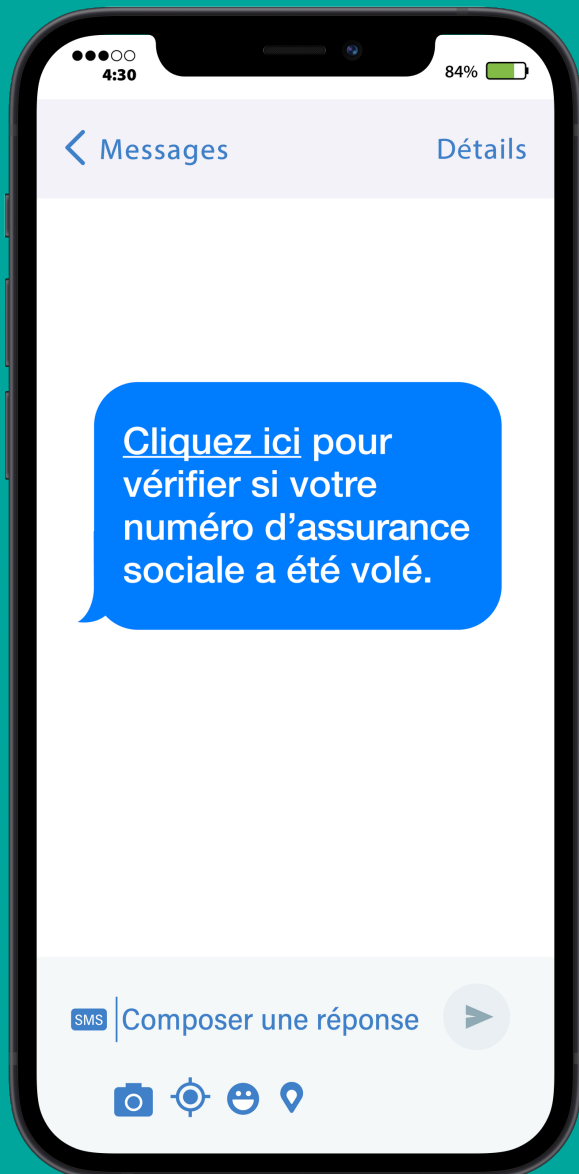 4:30
84%
Messages
Détails
Cliquez ici pour
vérifier si votre
numéro d’assurance
sociale a été volé.
SMS Composer une réponse